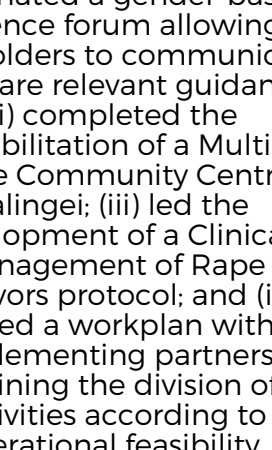 nated a gender-bas
ence forum allowing
olders to communic
are relevant guidan
i) completed the
bilitation of a Multi
e Community Centr
alingei; (iii) led the
lopment of a Clinica
nagement of Rape
vors protocol; and (i
ed a workplan with
lementing partners
ining the division of
ivities according to
erational feasibility